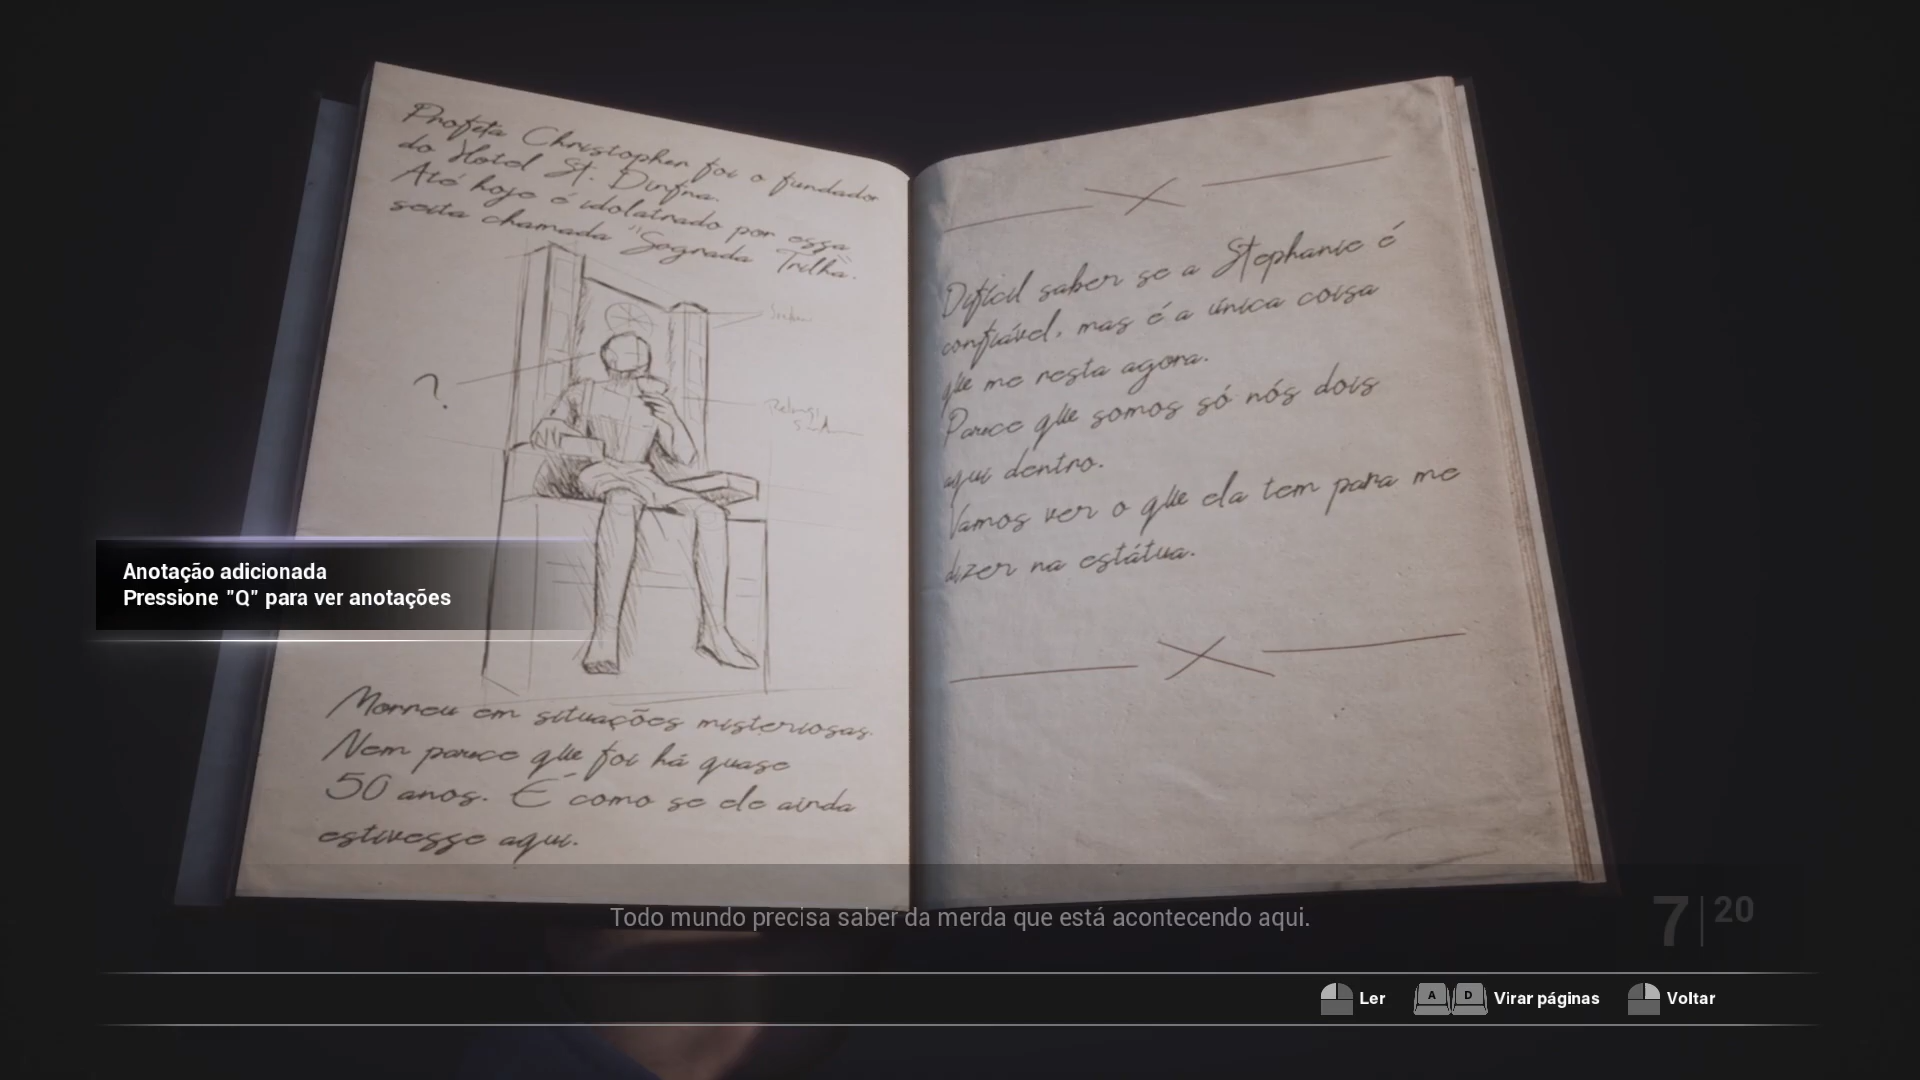 Profeta Christopher foi o fundador
do Hotel St. Dinfna.
Até hoje é idolatrado por essa
seita chamada "Sagrada Trilha".
?
Morreu em situações misteriosas.
Nem parece que foi há quase
50 anos. É como se ele ainda
estivesse aqui.
Difícil saber se a Stephanie é
confiável, mas é a única coisa
que me resta agora.
Parece que somos só nós dois
aqui dentro.
Vamos ver o que ela tem para me
dizer na estátua.
Anotação adicionada
Pressione "Q" para ver anotações
Todo mundo precisa saber da merda que está acontecendo aqui.
7|20
Ler A D Virar páginas Voltar